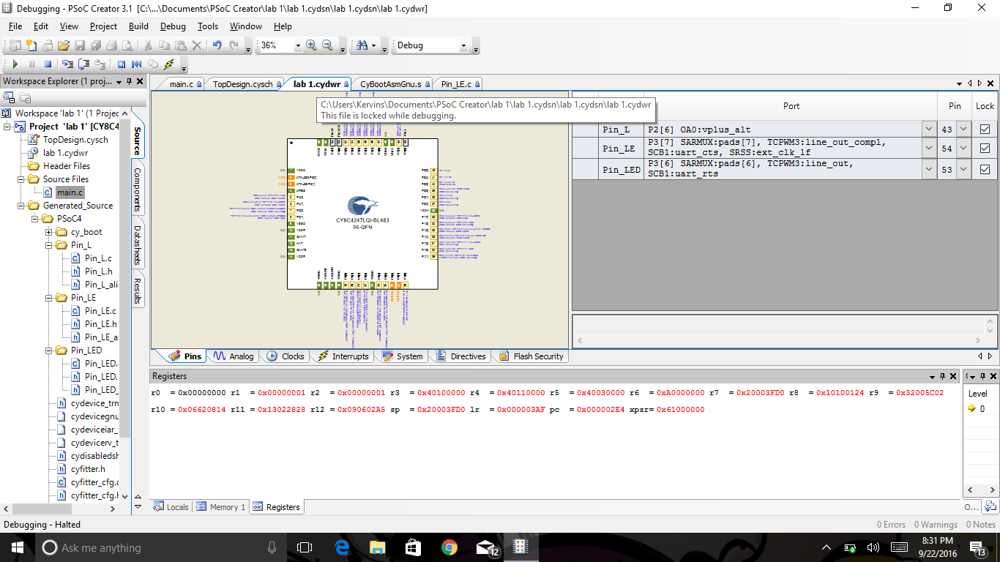 Debugging - PSoC Creator 3.1 [C:\...\Documents\PSoC Creator\lab 1.cydsn\lab 1.cydsn\lab 1.cydwr]
File Edit View Project Build Debug Tools Window Help
36% Debug
Workspace Explorer (1 proj...
main.c TopDesign.cysch lab 1.cydwr CyBootAsmGnu.s Pin_LE.c
C:\Users\Kervins\Documents\PSoC Creator\lab 1\lab 1.cydsn\lab 1.cydsn\lab 1.cydwr
This file is locked while debugging.
Workspace 'lab 1' (1 Projec
Project 'lab 1' [CY8C4
TopDesign.cysch
lab 1.cydwr
Header Files
Source Files
main.c
Generated_Source
PSoC4
cy_boot
Pin_L
Pin_L.c
Pin_L.h
Pin_L_ali
Pin_LE
Pin_LE.c
Pin_LE.h
Pin_LE_a
Pin_LED
Pin_LED.
Pin_LED.
Pin_LED_
cydevice_trm
cydevicegnu
cydeviceiar_
cydevicerv_t
cydisabledsh
cyfitter.h
cyfitter_cfg.c
cyfitter_cfg.h
Source
Components
Datasheets
Results
CY8C4247LQI-BL483
56-QFN
Port Pin Lock
Pin_L P2[6] OA0:vplus_alt 43
Pin_LE P3[7] SARMUX:pads[7], TCPWM3:line_out_compl, 54
SCB1:uart_cts, SRSS:ext_clk_lf
Pin_LED P3[6] SARMUX:pads[6], TCPWM3:line_out, 53
SCB1:uart_rts
Pins Analog Clocks Interrupts System Directives Flash Security
Registers
r0 = 0x00000000 r1 = 0x00000001 r2 = 0x00000001 r3 = 0x40100000 r4 = 0x40110000 r5 = 0x40030000 r6 = 0xA0000000 r7 = 0x20003FD0 r8 = 0x10100124 r9 = 0x32005C02
r10 = 0x06620814 r11 = 0x13022828 r12 = 0x090602A5 sp = 0x20003FD0 lr = 0x000003AF pc = 0x000002E4 xpsr= 0x61000000
Level
0
Locals Memory 1 Registers
O...
Debugging - Halted 0 Errors 0 Warnings 0 Notes
Ask me anything
12
8:31 PM
9/22/2016
13